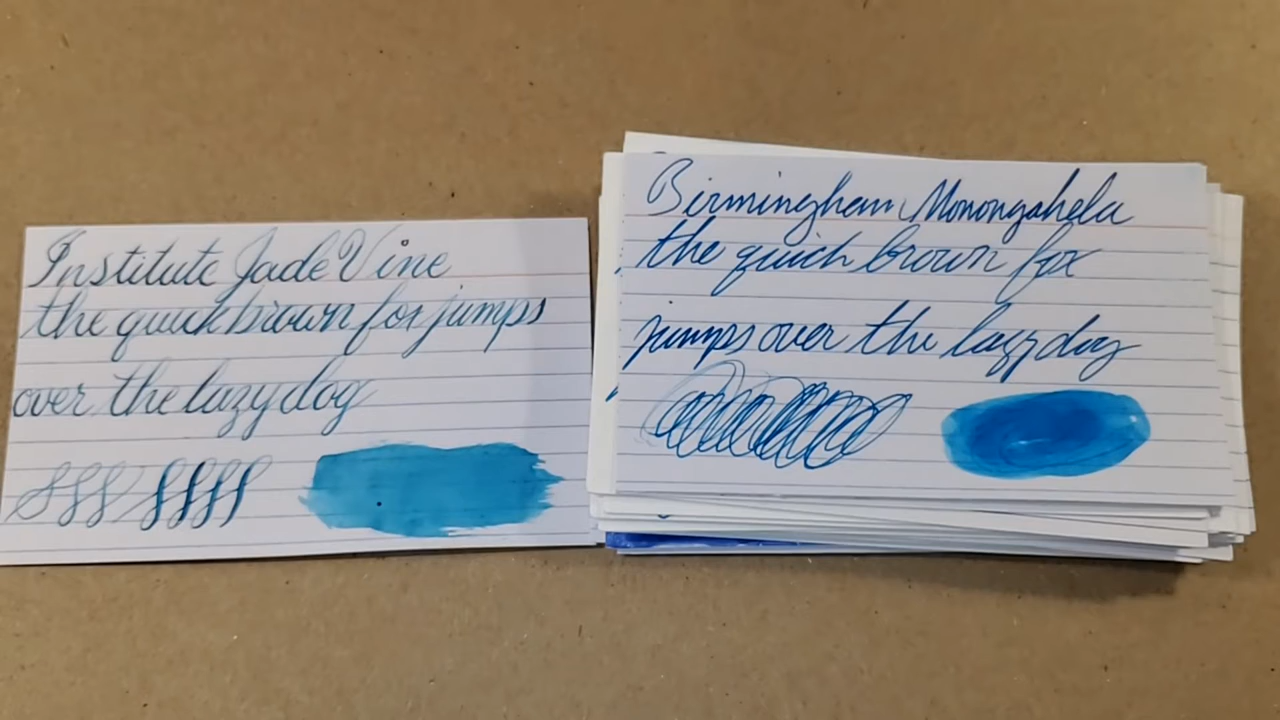 Institute Jade Vine
the quick brown fox jumps
over the lazy dog
Birmingham Monongahela
the quick brown fox
jumps over the lazy dog